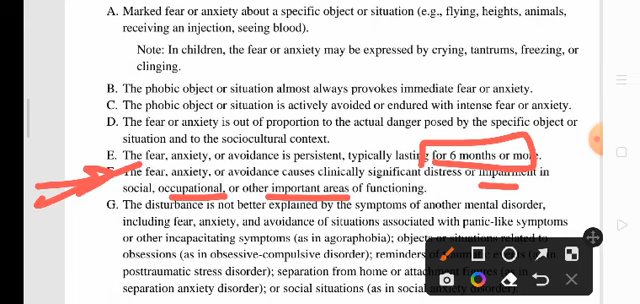 A. Marked fear or anxiety about a specific object or situation (e.g., flying, heights, animals,
receiving an injection, seeing blood).
Note: In children, the fear or anxiety may be expressed by crying, tantrums, freezing, or
clinging.
B. The phobic object or situation almost always provokes immediate fear or anxiety.
C. The phobic object or situation is actively avoided or endured with intense fear or anxiety.
D. The fear or anxiety is out of proportion to the actual danger posed by the specific object or
situation and to the sociocultural context.
E. The fear, anxiety, or avoidance is persistent, typically lasting for 6 months or more.
The fear, anxiety, or avoidance causes clinically significant distress or impairment in
social, occupational, or other important areas of functioning.
G. The disturbance is not better explained by the symptoms of another mental disorder,
including fear, anxiety, and avoidance of situations associated with panic-like symptoms
or other incapacitating symptoms (as in agoraphobia); objects or situations related to
obsessions (as in obsessive-compulsive disorder); reminders of (as in
posttraumatic stress disorder); separation from home or (as in
separation anxiety disorder); or social situations (as in social